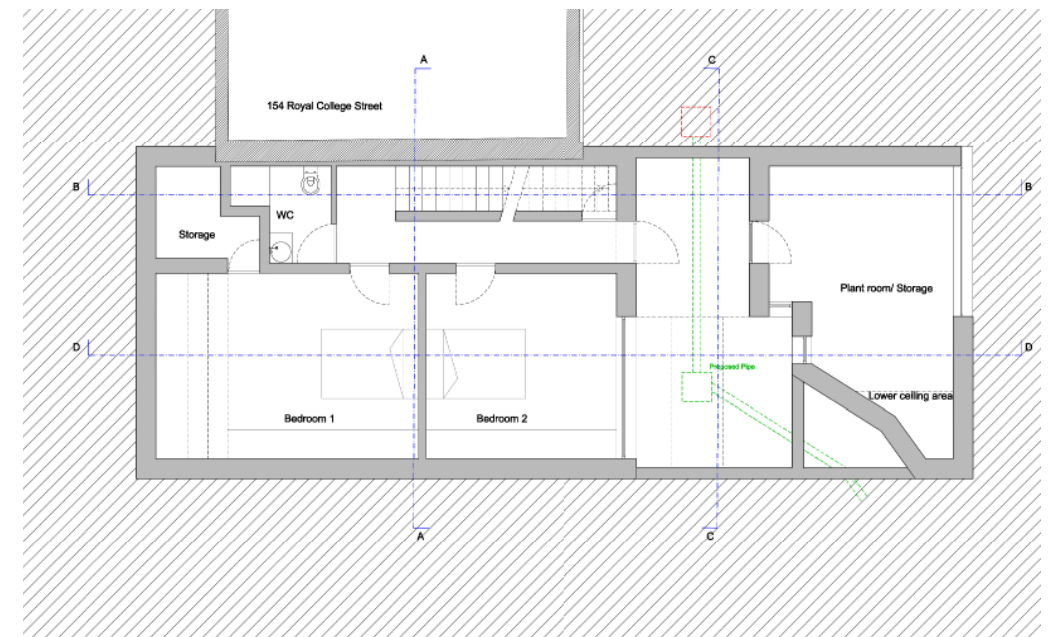 A
C
154 Royal College Street
B
B
WC
Storage
Plant room/ Storage
D
D
Proposed Pipe
Lower ceiling area
Bedroom 1
Bedroom 2
A
C